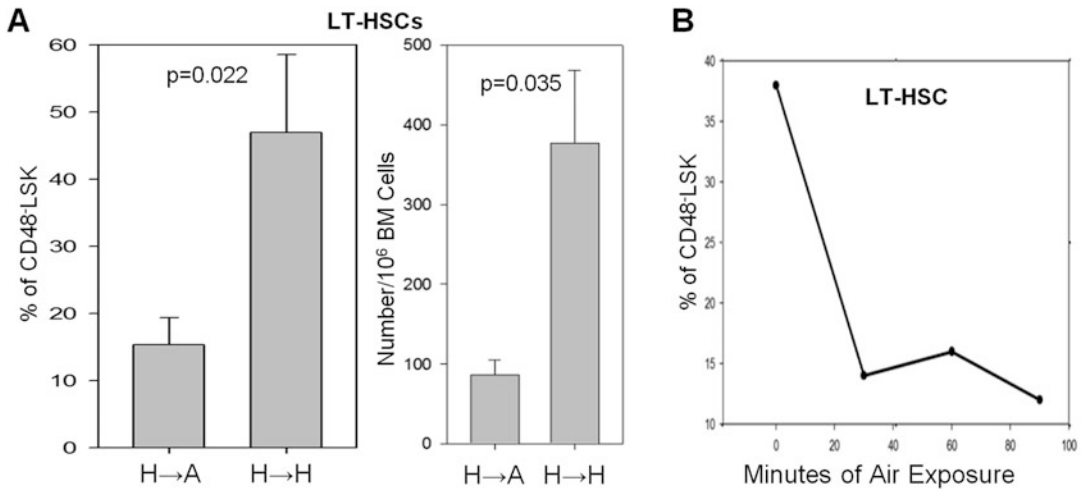 A
LT-HSCs
B
60
50
40
30
20
10
0
% of CD48-LSK
p=0.022
H→A
H→H
500
400
300
200
100
0
Number/10⁶ BM Cells
p=0.035
H→A
H→H
40
35
30
25
20
15
10
% of CD48-LSK
LT-HSC
0 20 40 60 80 100
Minutes of Air Exposure